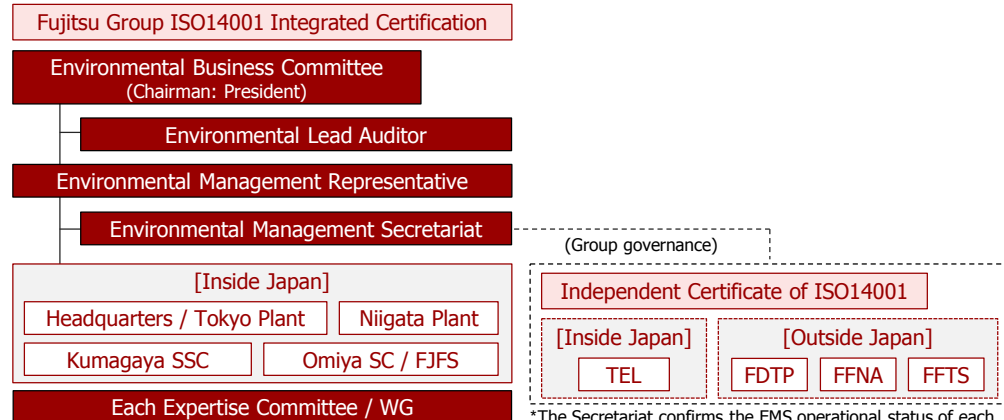 Fujitsu Group ISO14001 Integrated Certification
Environmental Business Committee
(Chairman: President)
Environmental Lead Auditor
Environmental Management Representative
Environmental Management Secretariat
(Group governance)
[Inside Japan]
Headquarters / Tokyo Plant
Niigata Plant
Kumagaya SSC
Omiya SC / FJFS
Each Expertise Committee / WG
Independent Certificate of ISO14001
[Inside Japan]
TEL
[Outside Japan]
FDTP
FFNA
FFTS
*The Secretariat confirms the EMS operational status of each